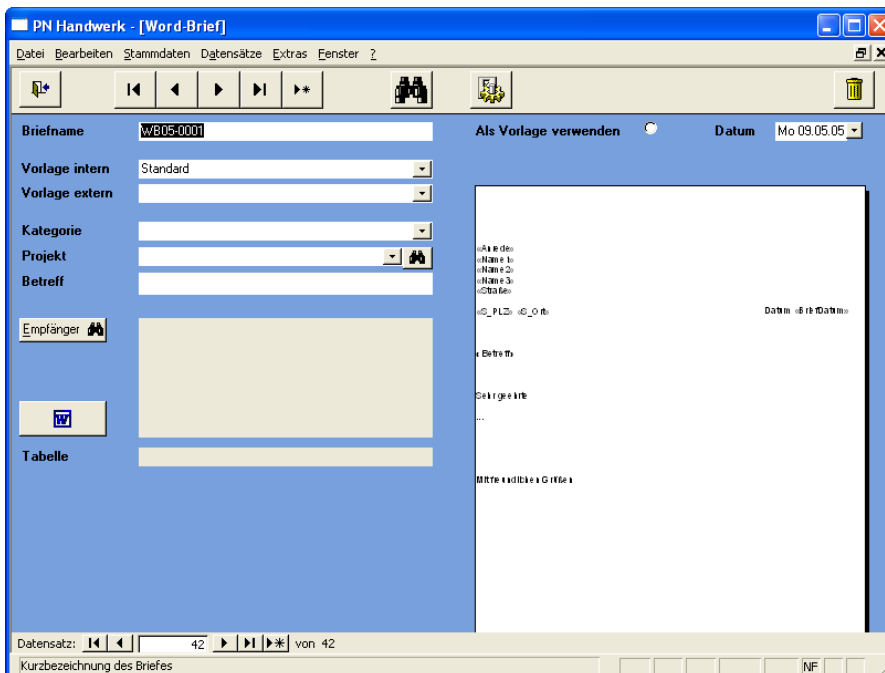 PN Handwerk - [Word-Brief]
Datei Bearbeiten Stammdaten Datensätze Extras Fenster ?
Briefname WB05-0001 Als Vorlage verwenden Datum Mo 09.05.05
Vorlage intern Standard
Vorlage extern
Kategorie
Projekt
Betreff
Empfänger
Tabelle
«Anrede»
«Name1»
«Name2»
«Name3»
«Straße»
«S_PLZ» «S_Ort» Datum «BriefDatum»
«Betreff»
Sehr geehrte
...
Mit freundlichen Grüßen
Datensatz: 42 von 42
Kurzbezeichnung des Briefes NF